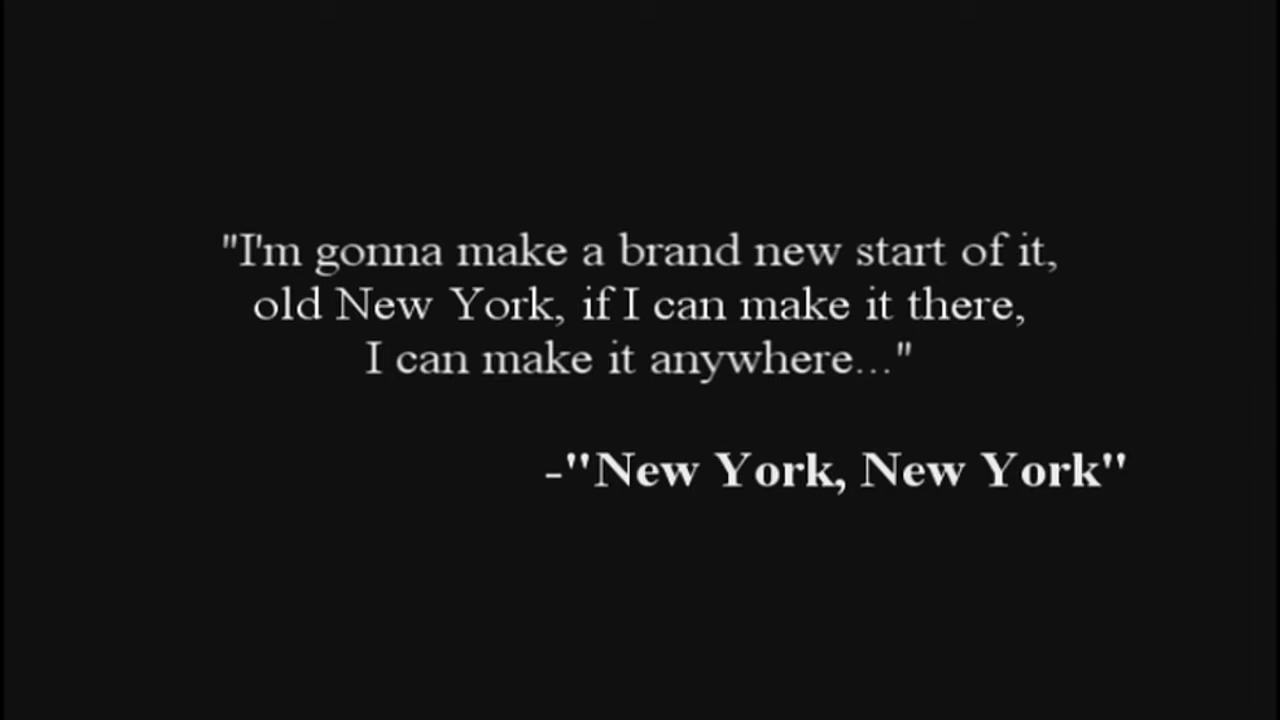 "I'm gonna make a brand new start of it,
old New York, if I can make it there,
I can make it anywhere..."
-"New York, New York"